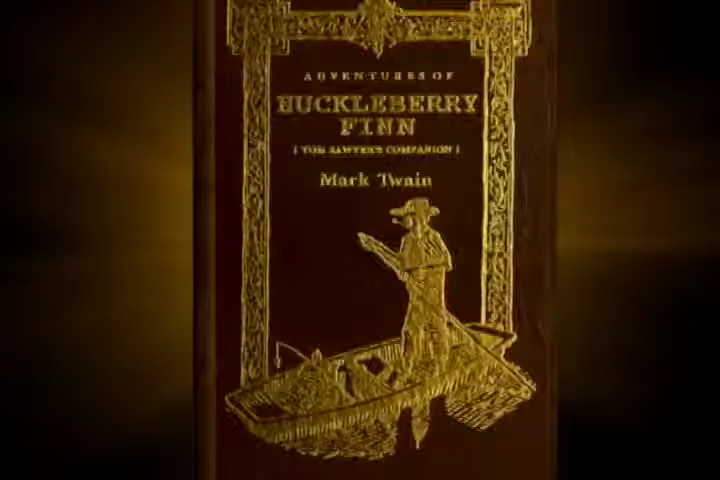 ADVENTURES OF
HUCKLEBERRY
FINN
[ TOM SAWYER'S COMPANION ]
Mark Twain